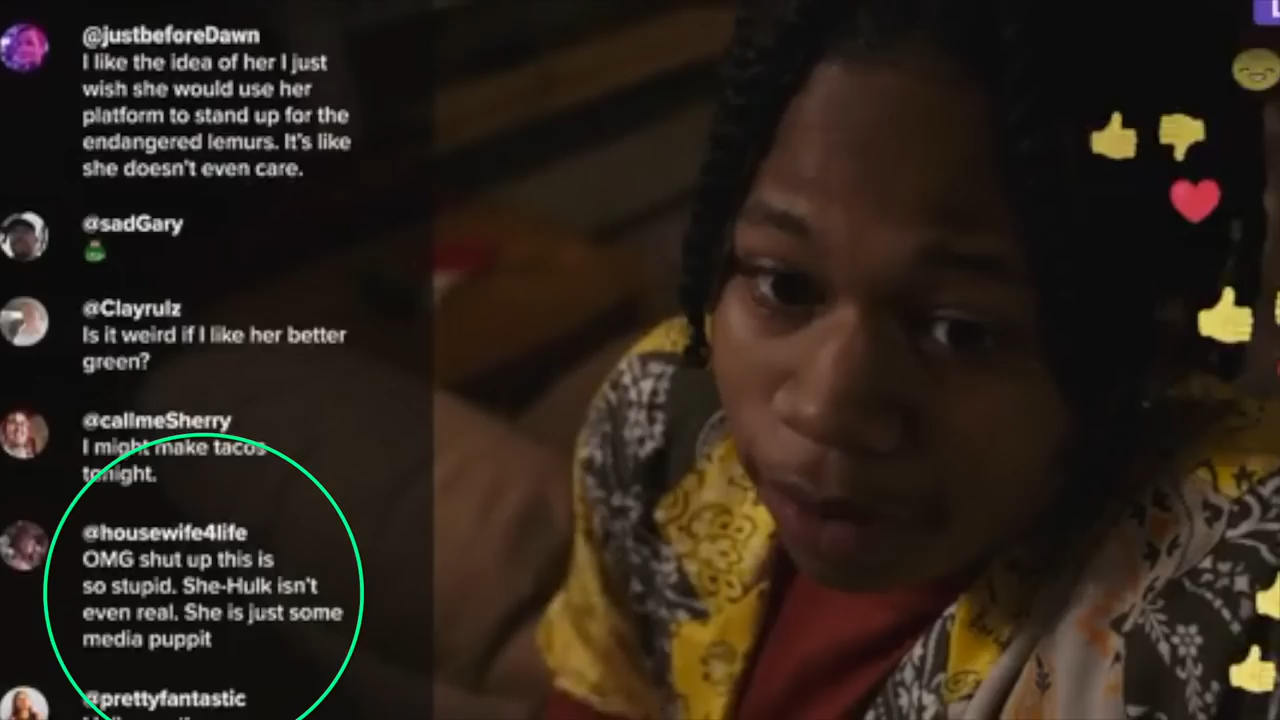 @justbeforeDawn
I like the idea of her I just
wish she would use her
platform to stand up for the
endangered lemurs. It's like
she doesn't even care.
@sadGary
@Clayrulz
Is it weird if I like her better
green?
@callmeSherry
I might make tacos
tonight.
@housewife4life
OMG shut up this is
so stupid. She-Hulk isn't
even real. She is just some
media puppit
@prettyfantastic